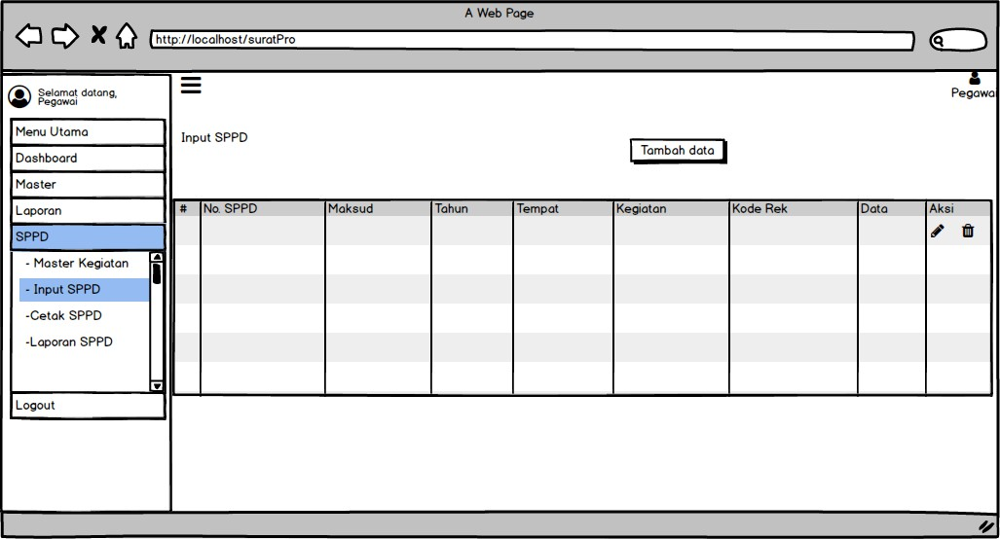 A Web Page
http://localhost/suratPro
Selamat datang,
Pegawai
Pegawai
Menu Utama
Dashboard
Master
Laporan
SPPD
- Master Kegiatan
- Input SPPD
-Cetak SPPD
-Laporan SPPD
Logout
Input SPPD
Tambah data
# No. SPPD Maksud Tahun Tempat Kegiatan Kode Rek Data Aksi